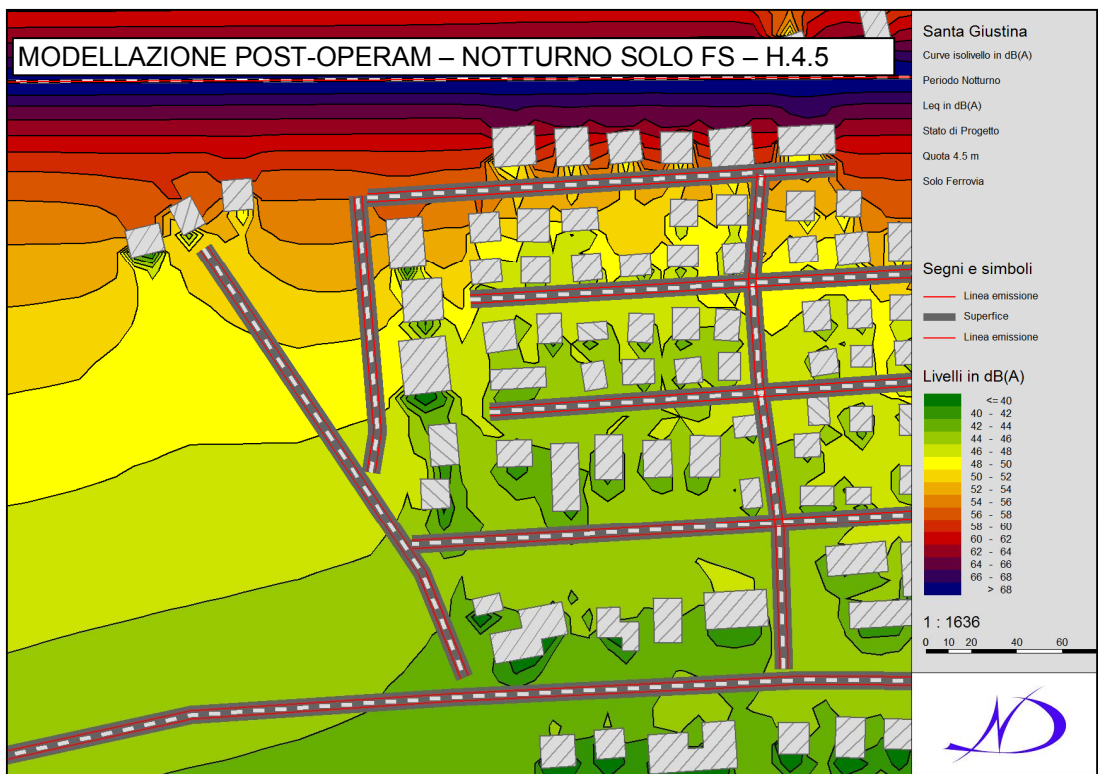 MODELLAZIONE POST-OPERAM – NOTTURNO SOLO FS – H.4.5
Santa Giustina
Curve isolivello in dB(A)
Periodo Notturno
Leq in dB(A)
Stato di Progetto
Quota 4.5 m
Solo Ferrovia
Segni e simboli
Linea emissione
Superfice
Linea emissione
Livelli in dB(A)
<= 40
40 - 42
42 - 44
44 - 46
46 - 48
48 - 50
50 - 52
52 - 54
54 - 56
56 - 58
58 - 60
60 - 62
62 - 64
64 - 66
66 - 68
> 68
1 : 1636
0 10 20 40 60